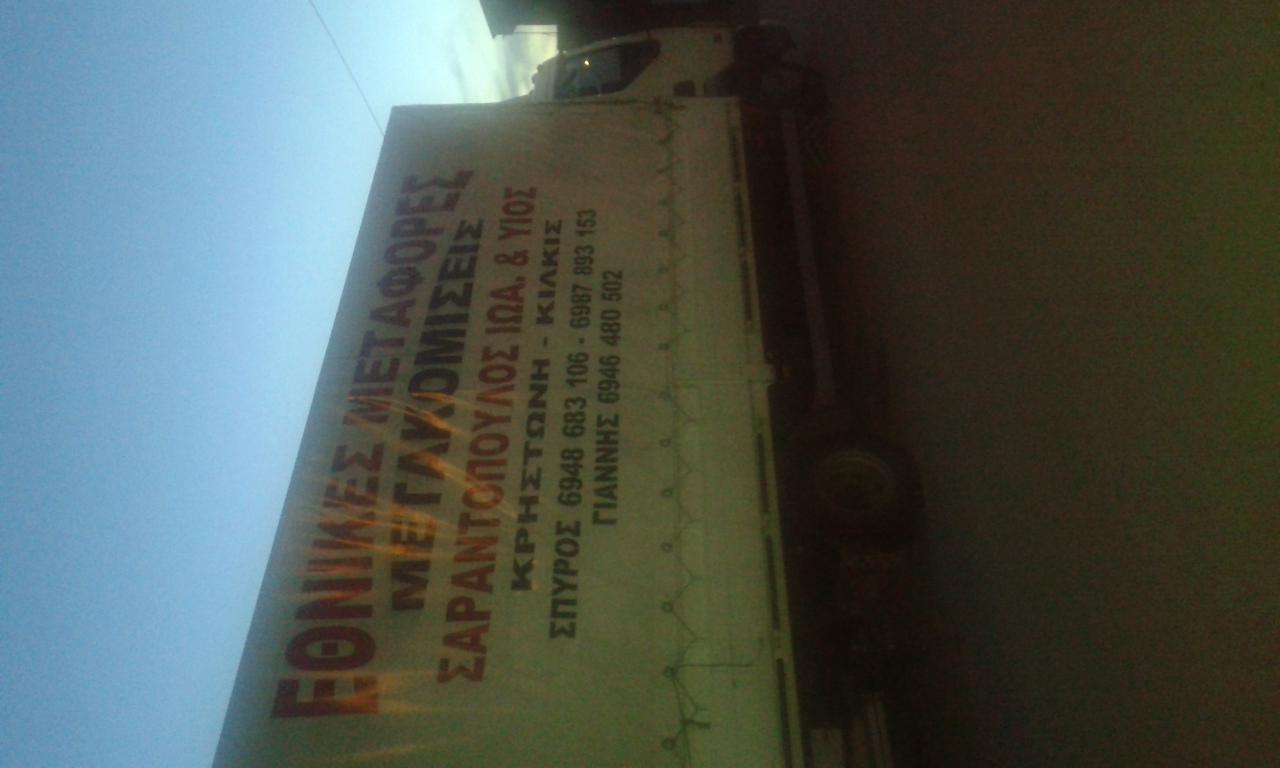 ΕΘΝΙΚΕΣ ΜΕΤΑΦΟΡΕΣ
ΜΕΤΑΚΟΜΙΣΕΙΣ
ΣΑΡΑΝΤΟΠΟΥΛΟΣ ΙΩΑ. & ΥΙΟΣ
ΚΡΗΣΤΩΝΗ - ΚΙΛΚΙΣ
ΣΠΥΡΟΣ 6948 683 106 - 6987 893 153
ΓΙΑΝΝΗΣ 6946 480 502